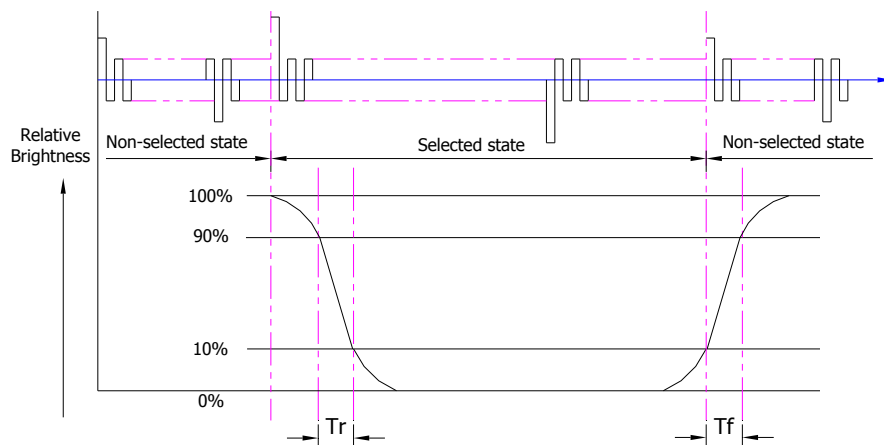 Relative
Brightness
Non-selected state
Selected state
Non-selected state
100%
90%
10%
0%
Tr
Tf